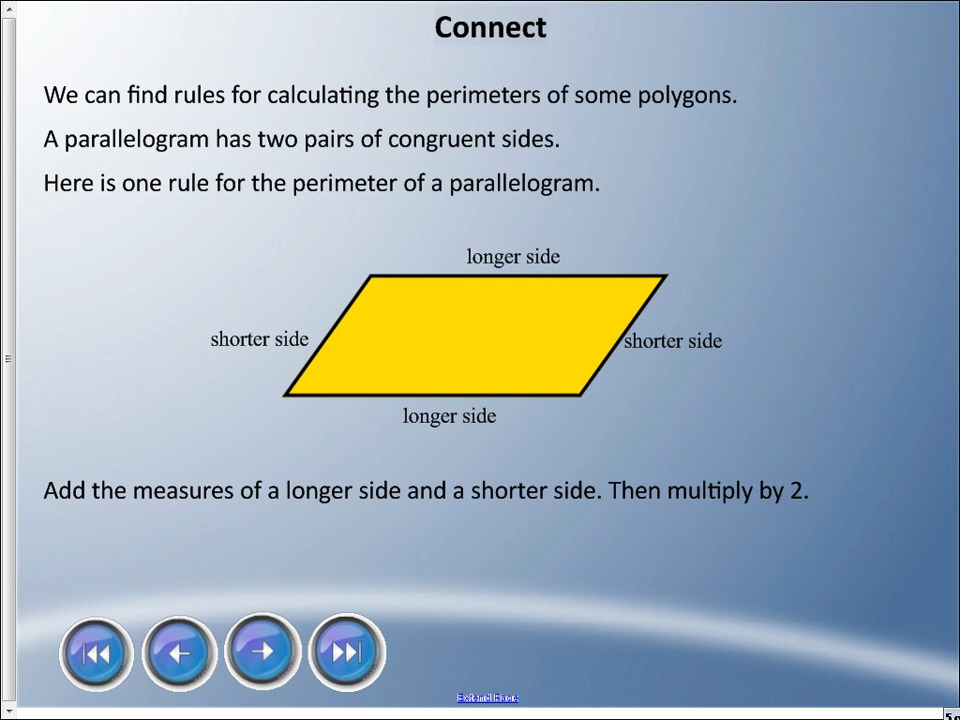 Connect
We can find rules for calculating the perimeters of some polygons.
A parallelogram has two pairs of congruent sides.
Here is one rule for the perimeter of a parallelogram.
longer side
shorter side
shorter side
longer side
Add the measures of a longer side and a shorter side. Then multiply by 2.
Extend Page